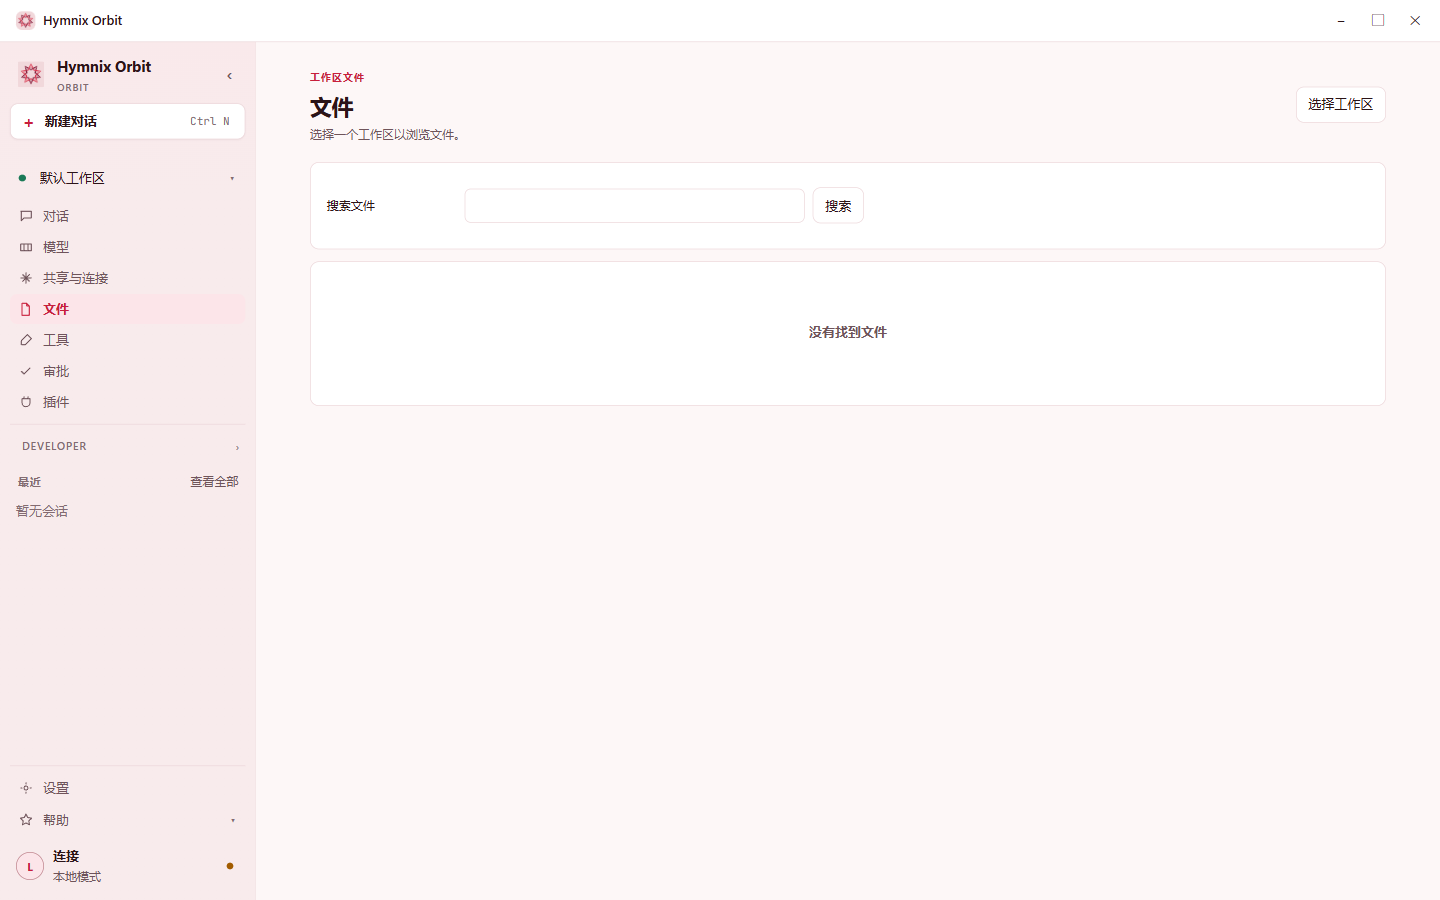 Hymnix Orbit
Hymnix Orbit
ORBIT
新建对话 Ctrl N
默认工作区
对话
模型
共享与连接
文件
工具
审批
插件
DEVELOPER
最近 查看全部
暂无会话
设置
帮助
L
连接
本地模式
工作区文件
文件
选择一个工作区以浏览文件。
选择工作区
搜索文件 搜索
没有找到文件